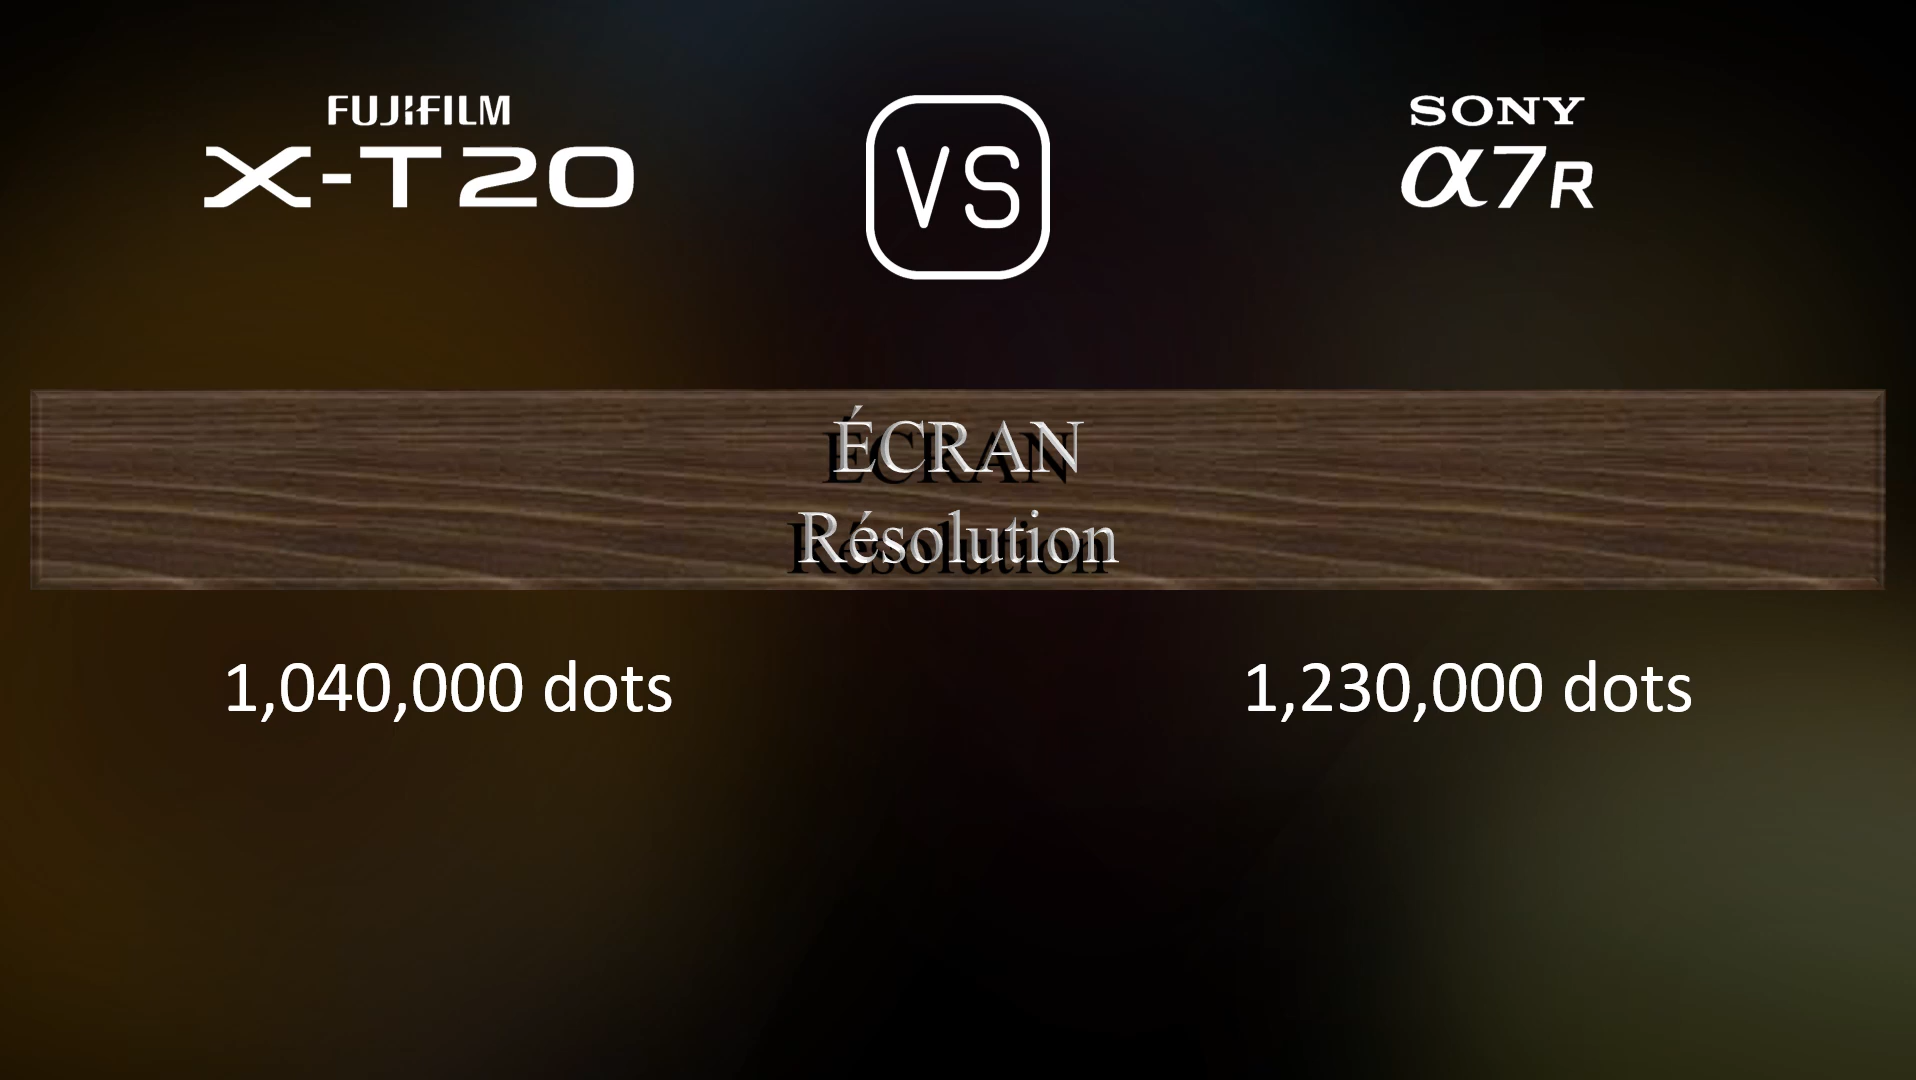 FUJIFILM
X-T20
VS
SONY
α7R
ÉCRAN
Résolution
1,040,000 dots
1,230,000 dots